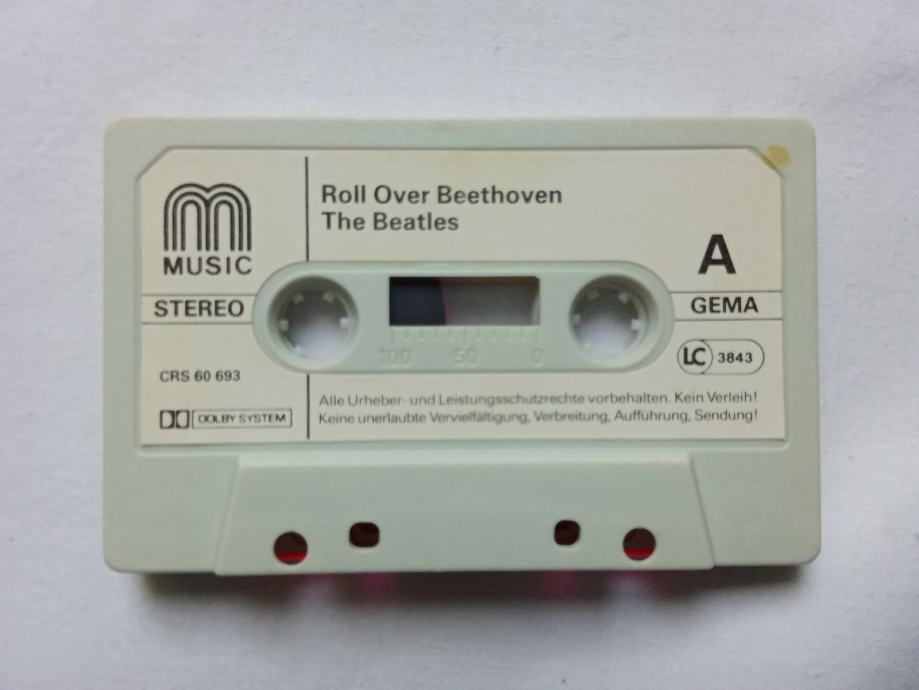 Roll Over Beethoven
The Beatles
MUSIC
A
STEREO
GEMA
100 50 0
LC 3843
CRS 60 693
DOLBY SYSTEM
Alle Urheber- und Leistungsschutzrechte vorbehalten. Kein Verleih!
Keine unerlaubte Vervielfältigung, Verbreitung, Aufführung, Sendung!